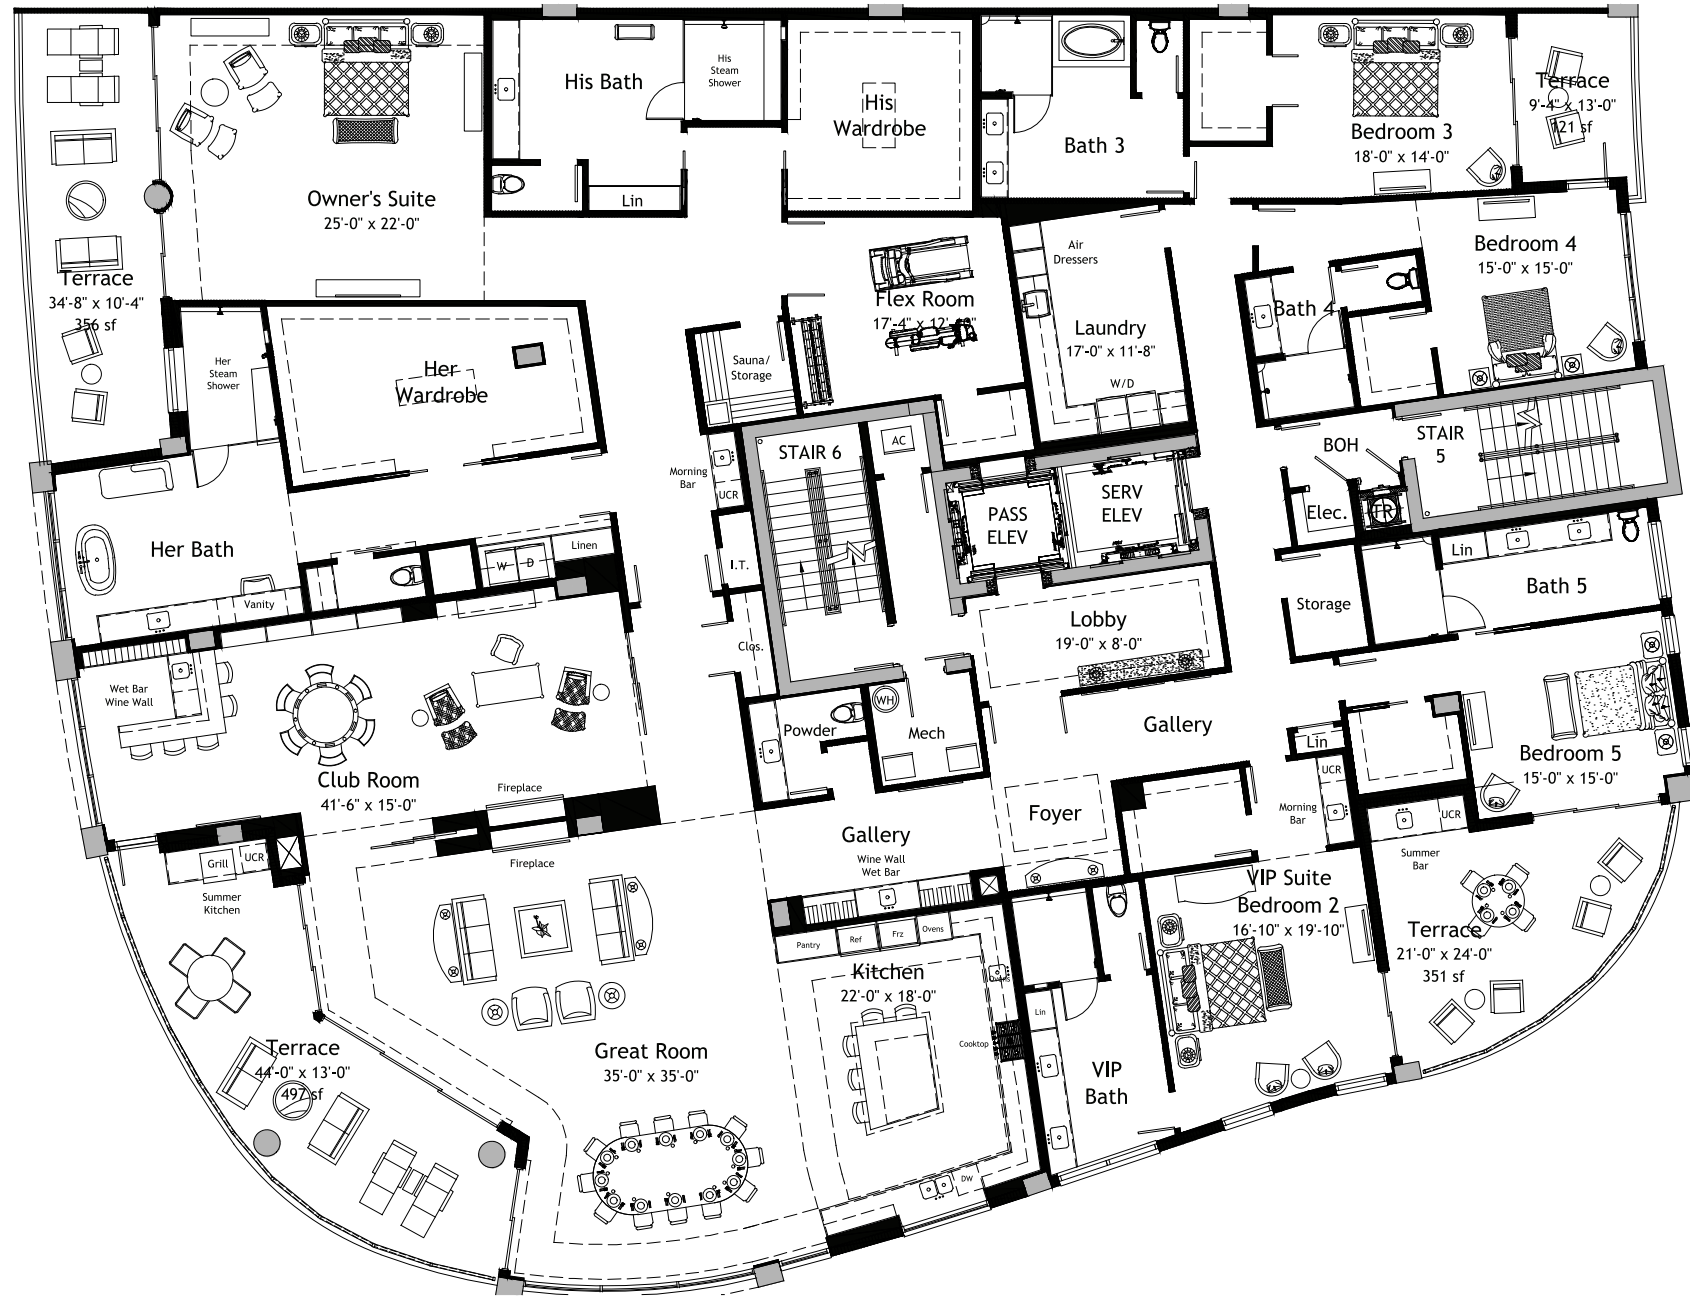 His Bath
His
Steam
Shower
His
Wardrobe
Lin
Bath 3
Bedroom 3
18'-0" x 14'-0"
Terrace
9'-4" x 13'-0"
121 sf
Owner's Suite
25'-0" x 22'-0"
Terrace
34'-8" x 10'-4"
356 sf
Her
Steam
Shower
Her
Wardrobe
Sauna/
Storage
Flex Room
Air
Dressers
Laundry
17'-0" x 11'-8"
W/D
Bath 4
Bedroom 4
15'-0" x 15'-0"
STAIR 6
AC
Morning
Bar
UCR
I.T.
Clos.
PASS
ELEV
SERV
ELEV
BOH
STAIR
5
Elec.
TR
Lin
Bath 5
Storage
Her Bath
Vanity
W
D
Linen
Lobby
19'-0" x 8'-0"
Wet Bar
Wine Wall
Club Room
41'-6" x 15'-0"
Fireplace
Fireplace
Powder
WH
Mech
Gallery
Lin
UCR
Morning
Bar
Bedroom 5
15'-0" x 15'-0"
Foyer
Gallery
Wine Wall
Wet Bar
Grill
UCR
Summer
Kitchen
UCR
Summer
Bar
VIP Suite
Bedroom 2
16'-10" x 19'-10"
Terrace
21'-0" x 24'-0"
351 sf
Pantry
Ref
Frz
Ovens
Kitchen
22'-0" x 18'-0"
Cooktop
DW
Lin
VIP
Bath
Great Room
35'-0" x 35'-0"
Terrace
44'-0" x 13'-0"
497 sf